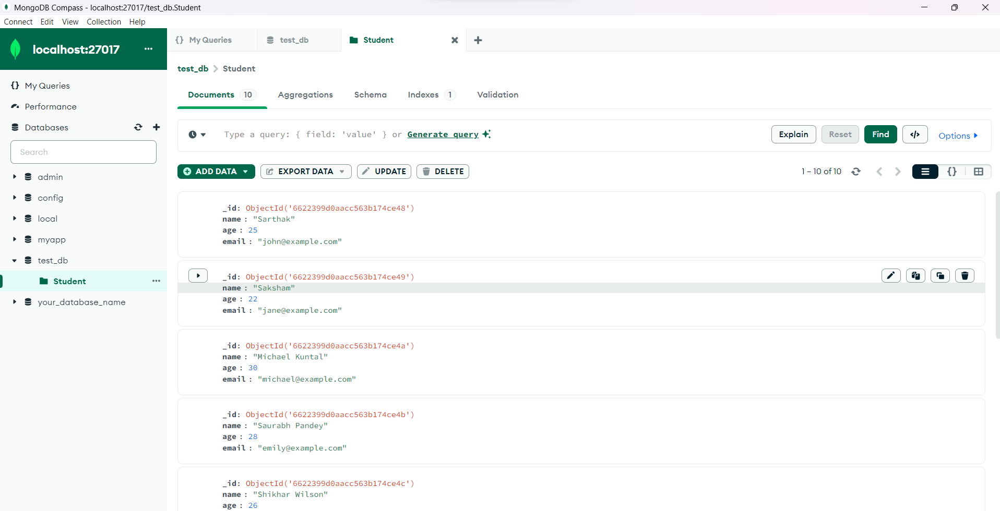 MongoDB Compass - localhost:27017/test_db.Student
Connect Edit View Collection Help
localhost:27017 ...
My Queries
Performance
Databases
Search
admin
config
local
myapp
test_db
Student ...
your_database_name
{} My Queries test_db Student
test_db > Student
Documents 10 Aggregations Schema Indexes 1 Validation
Type a query: { field: 'value' } or Generate query Explain Reset Find </> Options
ADD DATA EXPORT DATA UPDATE DELETE 1 – 10 of 10 {}
_id: ObjectId('6622399d0aacc563b174ce48')
name : "Sarthak"
age : 25
email : "john@example.com"
_id: ObjectId('6622399d0aacc563b174ce49')
name : "Saksham"
age : 22
email : "jane@example.com"
_id: ObjectId('6622399d0aacc563b174ce4a')
name : "Michael Kuntal"
age : 30
email : "michael@example.com"
_id: ObjectId('6622399d0aacc563b174ce4b')
name : "Saurabh Pandey"
age : 28
email : "emily@example.com"
_id: ObjectId('6622399d0aacc563b174ce4c')
name : "Shikhar Wilson"
age : 26